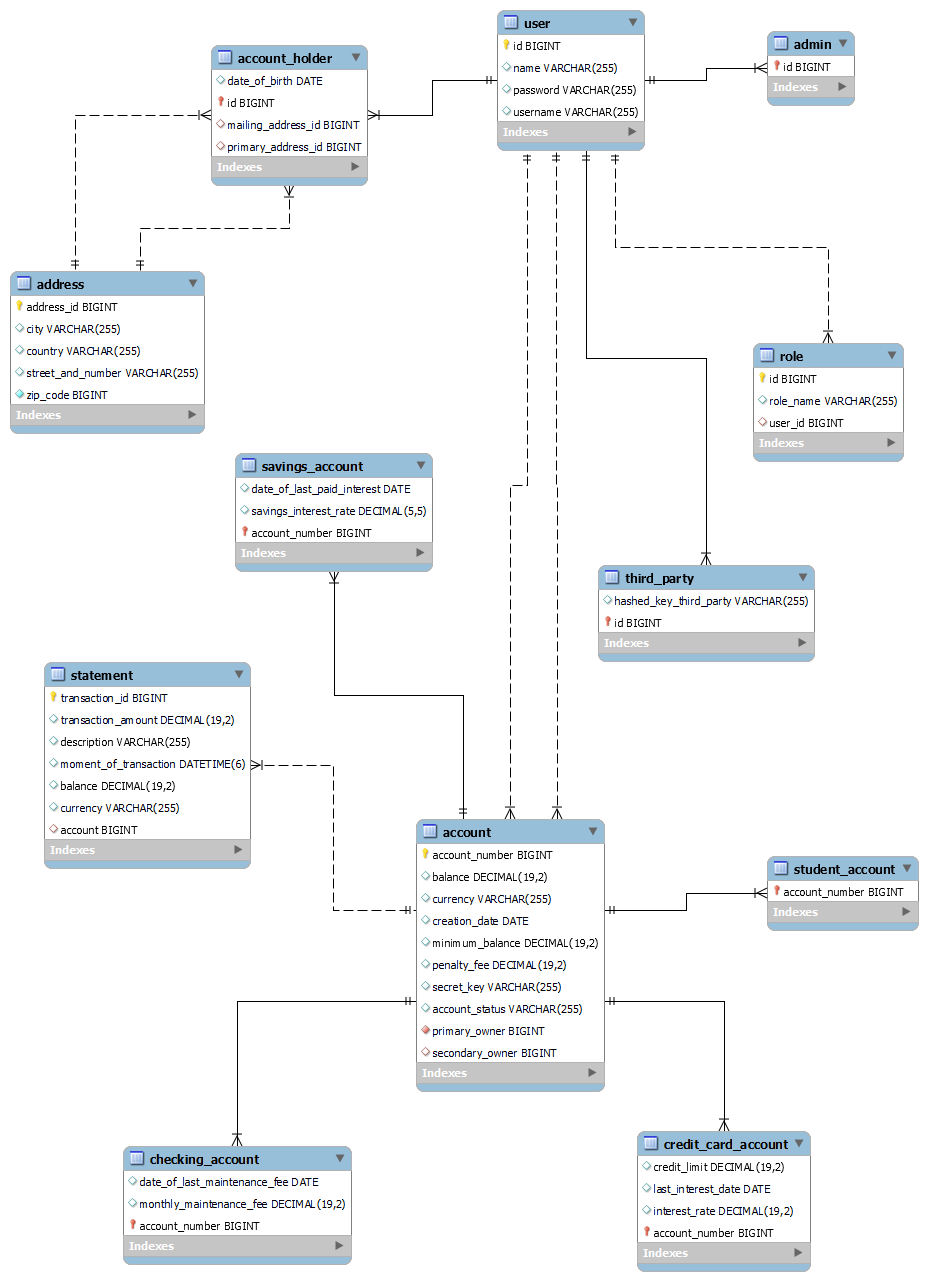 user
id BIGINT
name VARCHAR(255)
password VARCHAR(255)
username VARCHAR(255)
Indexes
admin
id BIGINT
Indexes
account_holder
date_of_birth DATE
id BIGINT
mailing_address_id BIGINT
primary_address_id BIGINT
Indexes
address
address_id BIGINT
city VARCHAR(255)
country VARCHAR(255)
street_and_number VARCHAR(255)
zip_code BIGINT
Indexes
role
id BIGINT
role_name VARCHAR(255)
user_id BIGINT
Indexes
savings_account
date_of_last_paid_interest DATE
savings_interest_rate DECIMAL(5,5)
account_number BIGINT
Indexes
third_party
hashed_key_third_party VARCHAR(255)
id BIGINT
Indexes
statement
transaction_id BIGINT
transaction_amount DECIMAL(19,2)
description VARCHAR(255)
moment_of_transaction DATETIME(6)
balance DECIMAL(19,2)
currency VARCHAR(255)
account BIGINT
Indexes
account
account_number BIGINT
balance DECIMAL(19,2)
currency VARCHAR(255)
creation_date DATE
minimum_balance DECIMAL(19,2)
penalty_fee DECIMAL(19,2)
secret_key VARCHAR(255)
account_status VARCHAR(255)
primary_owner BIGINT
secondary_owner BIGINT
Indexes
student_account
account_number BIGINT
Indexes
checking_account
date_of_last_maintenance_fee DATE
monthly_maintenance_fee DECIMAL(19,2)
account_number BIGINT
Indexes
credit_card_account
credit_limit DECIMAL(19,2)
last_interest_date DATE
interest_rate DECIMAL(19,2)
account_number BIGINT
Indexes